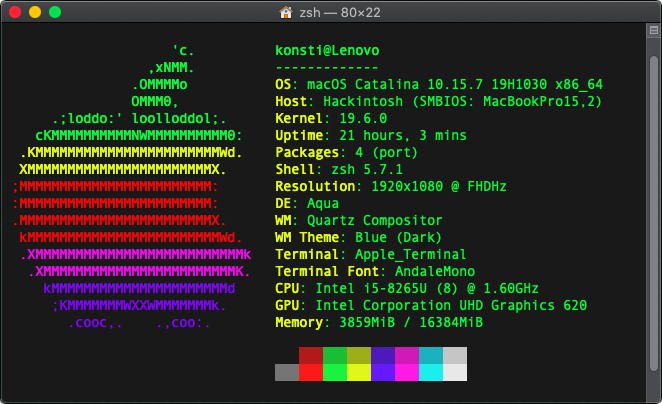 zsh — 80×22
'c. konsti@Lenovo
,xNMM. -------------
.OMMMMo OS: macOS Catalina 10.15.7 19H1030 x86_64
OMMM0, Host: Hackintosh (SMBIOS: MacBookPro15,2)
.;loddo:' loolloddol;. Kernel: 19.6.0
cKMMMMMMMMMMNWMMMMMMMMMM0: Uptime: 21 hours, 3 mins
.KMMMMMMMMMMMMMMMMMMMMMMMWd. Packages: 4 (port)
XMMMMMMMMMMMMMMMMMMMMMMMX. Shell: zsh 5.7.1
;MMMMMMMMMMMMMMMMMMMMMMMM: Resolution: 1920x1080 @ FHDHz
:MMMMMMMMMMMMMMMMMMMMMMMM: DE: Aqua
.MMMMMMMMMMMMMMMMMMMMMMMMX. WM: Quartz Compositor
kMMMMMMMMMMMMMMMMMMMMMMMMWd. WM Theme: Blue (Dark)
.XMMMMMMMMMMMMMMMMMMMMMMMMMMk Terminal: Apple_Terminal
.XMMMMMMMMMMMMMMMMMMMMMMMMK. Terminal Font: AndaleMono
kMMMMMMMMMMMMMMMMMMMMMMd CPU: Intel i5-8265U (8) @ 1.60GHz
;KMMMMMMMWXXWMMMMMMMk. GPU: Intel Corporation UHD Graphics 620
.cooc,. .,coo:. Memory: 3859MiB / 16384MiB